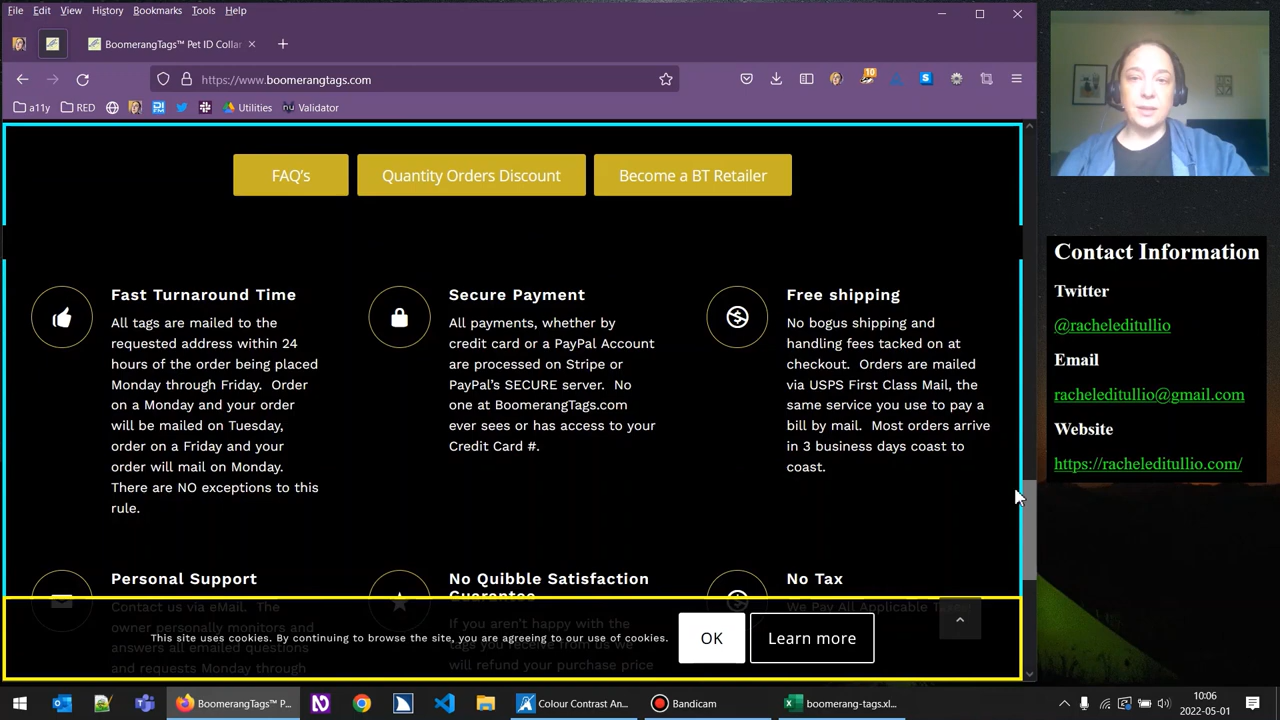 File Edit View History Bookmarks Tools Help
BoomerangTags™ Pet ID Collar
https://www.boomerangtags.com
10
a11y RED Utilities Validator
FAQ's Quantity Orders Discount Become a BT Retailer
Fast Turnaround Time
All tags are mailed to the
requested address within 24
hours of the order being placed
Monday through Friday. Order
on a Monday and your order
will be mailed on Tuesday,
order on a Friday and your
order will mail on Monday.
There are NO exceptions to this
rule.
Secure Payment
All payments, whether by
credit card or a PayPal Account
are processed on Stripe or
PayPal's SECURE server. No
one at BoomerangTags.com
ever sees or has access to your
Credit Card #.
Free shipping
No bogus shipping and
handling fees tacked on at
checkout. Orders are mailed
via USPS First Class Mail, the
same service you use to pay a
bill by mail. Most orders arrive
in 3 business days coast to
coast.
Personal Support
Contact us via eMail. The
owner personally monitors and
answers all emailed questions
and requests Monday through
No Quibble Satisfaction
Guarantee
If you aren't happy with the
tags you receive from us we
will refund your purchase price
No Tax
We Pay All Applicable Taxes
This site uses cookies. By continuing to browse the site, you are agreeing to our use of cookies.
OK Learn more
Contact Information
Twitter
@racheleditullio
Email
racheleditullio@gmail.com
Website
https://racheleditullio.com/
BoomerangTags™ P...
Colour Contrast An...
Bandicam
boomerang-tags.xl...
10:06
2022-05-01